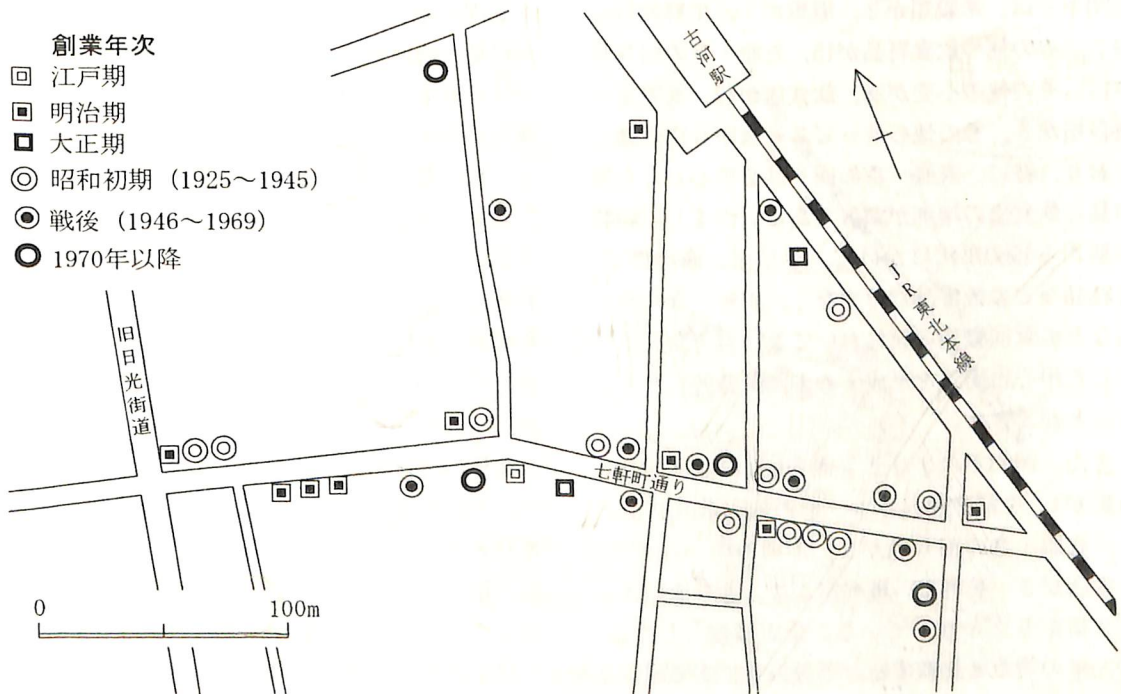 創業年次
江戸期
明治期
大正期
昭和初期 (1925〜1945)
戦後 (1946〜1969)
1970年以降
古河駅
JR東北本線
旧日光街道
七軒町通り
0 100m